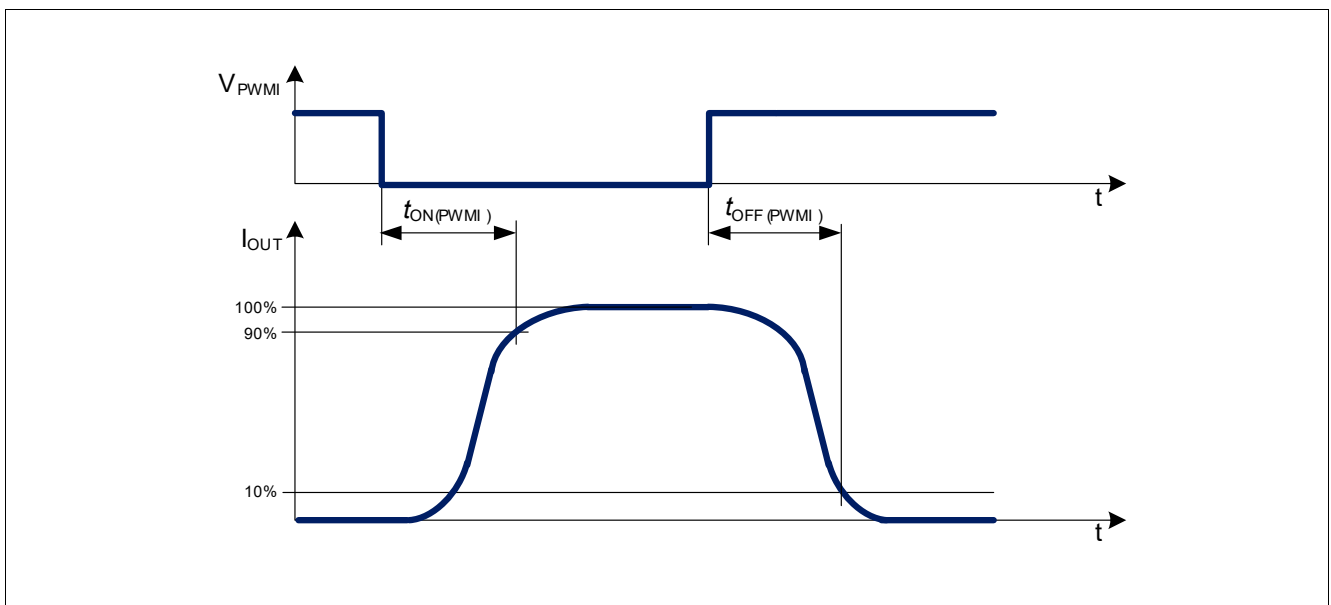 VPWMI
t
tON(PWMI )
tOFF(PWMI )
IOUT
100%
90%
10%
t